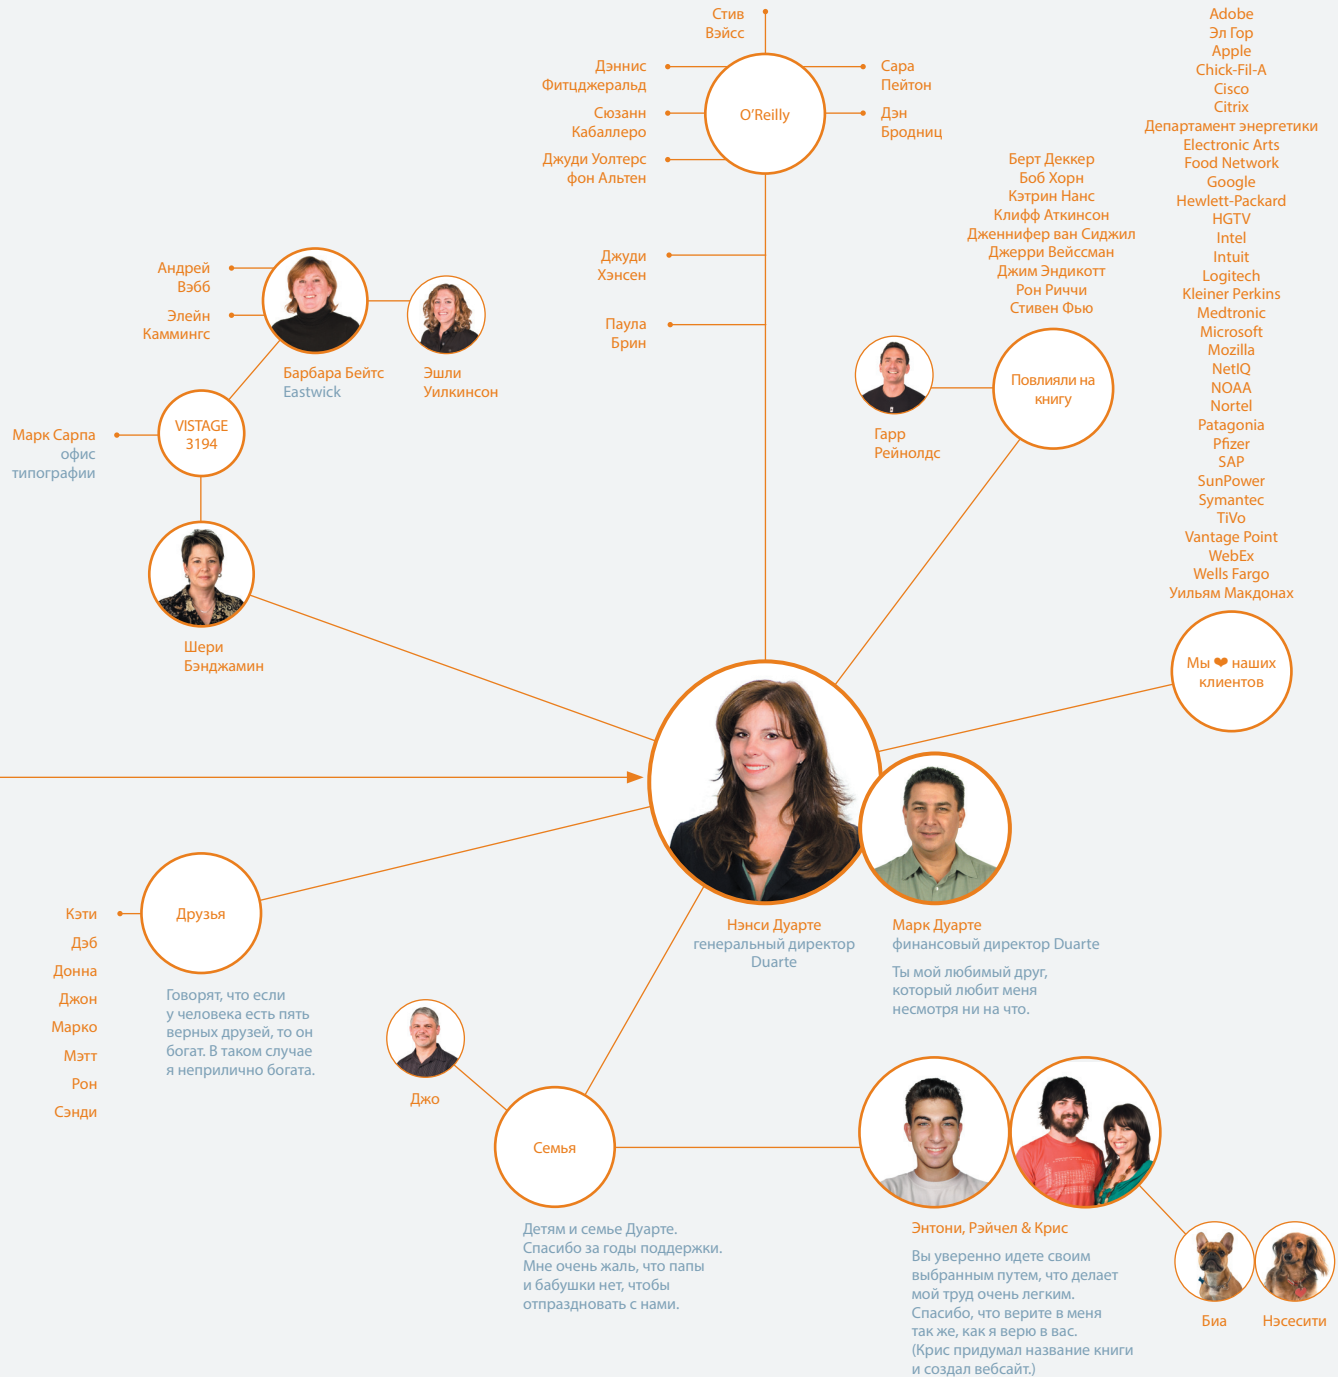 Стив
Вэйсс
Дэннис
Фитцджеральд
Сюзанн
Кабаллеро
Джуди Уолтерс
фон Альтен
O'Reilly
Сара
Пейтон
Дэн
Бродниц
Джуди
Хэнсен
Паула
Брин
Adobe
Эл Гор
Apple
Chick-Fil-A
Cisco
Citrix
Департамент энергетики
Electronic Arts
Food Network
Google
Hewlett-Packard
HGTV
Intel
Intuit
Logitech
Kleiner Perkins
Medtronic
Microsoft
Mozilla
NetIQ
NOAA
Nortel
Patagonia
Pfizer
SAP
SunPower
Symantec
TiVo
Vantage Point
WebEx
Wells Fargo
Уильям Макдонах
Мы ❤ наших
клиентов
Берт Деккер
Боб Хорн
Кэтрин Нанс
Клифф Аткинсон
Дженнифер ван Сиджил
Джерри Вейссман
Джим Эндикотт
Рон Риччи
Стивен Фью
Повлияли на
книгу
Гарр
Рейнолдс
Андрей
Вэбб
Элейн
Каммингс
Барбара Бейтс
Eastwick
Эшли
Уилкинсон
VISTAGE
3194
Марк Сарпа
офис
типографии
Шери
Бэнджамин
Нэнси Дуарте
генеральный директор
Duarte
Марк Дуарте
финансовый директор Duarte
Ты мой любимый друг,
который любит меня
несмотря ни на что.
Друзья
Кэти
Дэб
Донна
Джон
Марко
Мэтт
Рон
Сэнди
Говорят, что если
у человека есть пять
верных друзей, то он
богат. В таком случае
я неприлично богата.
Джо
Семья
Детям и семье Дуарте.
Спасибо за годы поддержки.
Мне очень жаль, что папы
и бабушки нет, чтобы
отпраздновать с нами.
Энтони, Рэйчел & Крис
Вы уверенно идете своим
выбранным путем, что делает
мой труд очень легким.
Спасибо, что верите в меня
так же, как я верю в вас.
(Крис придумал название книги
и создал вебсайт.)
Биа
Нэсесити